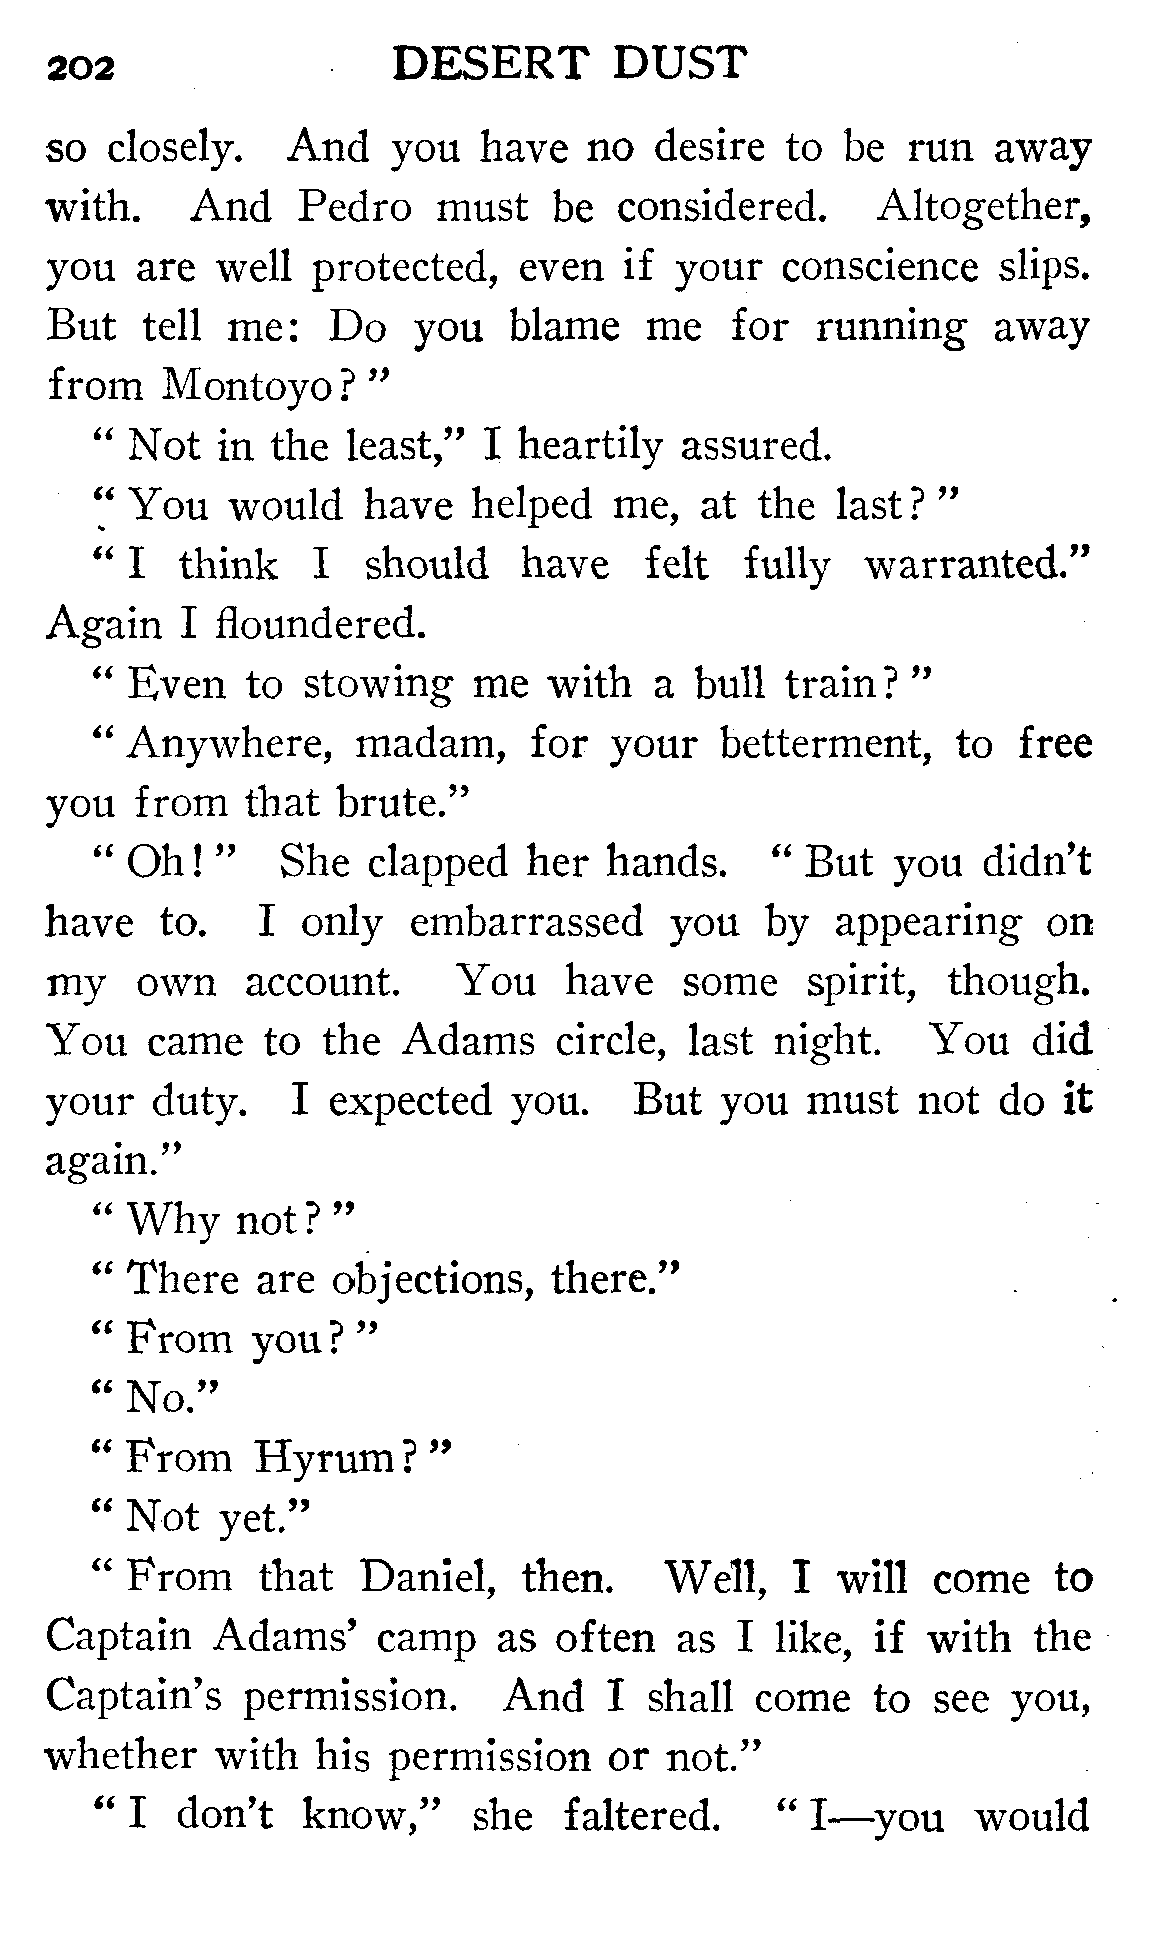 202 DESERT DUST
so closely. And you have no desire to be run away
with. And Pedro must be considered. Altogether,
you are well protected, even if your conscience slips.
But tell me: Do you blame me for running away
from Montoyo?”
“Not in the least,” I heartily assured.
“You would have helped me, at the last?”
“I think I should have felt fully warranted.”
Again I floundered.
“Even to stowing me with a bull train?”
“Anywhere, madam, for your betterment, to free
you from that brute.”
“Oh!” She clapped her hands. “But you didn’t
have to. I only embarrassed you by appearing on
my own account. You have some spirit, though.
You came to the Adams circle, last night. You did
your duty. I expected you. But you must not do it
again.”
“Why not?”
“There are objections, there.”
“From you?”
“No.”
“From Hyrum?”
“Not yet.”
“From that Daniel, then. Well, I will come to
Captain Adams’ camp as often as I like, if with the
Captain’s permission. And I shall come to see you,
whether with his permission or not.”
“I don’t know,” she faltered. “I—you would